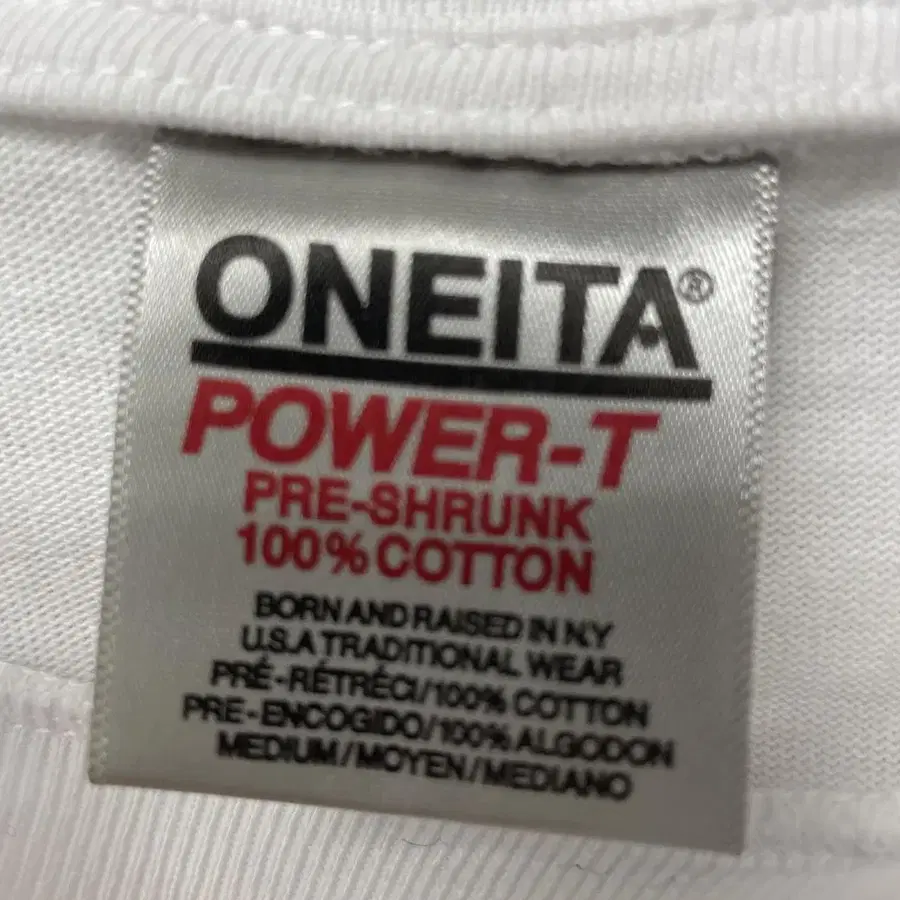 ONEITA®
POWER-T
PRE-SHRUNK
100% COTTON
BORN AND RAISED IN N.Y
U.S.A TRADITIONAL WEAR
PRÉ-RÉTRÉCI/100% COTTON
PRE-ENCOGIDO/100% ALGODON
MEDIUM/MOYEN/MEDIANO